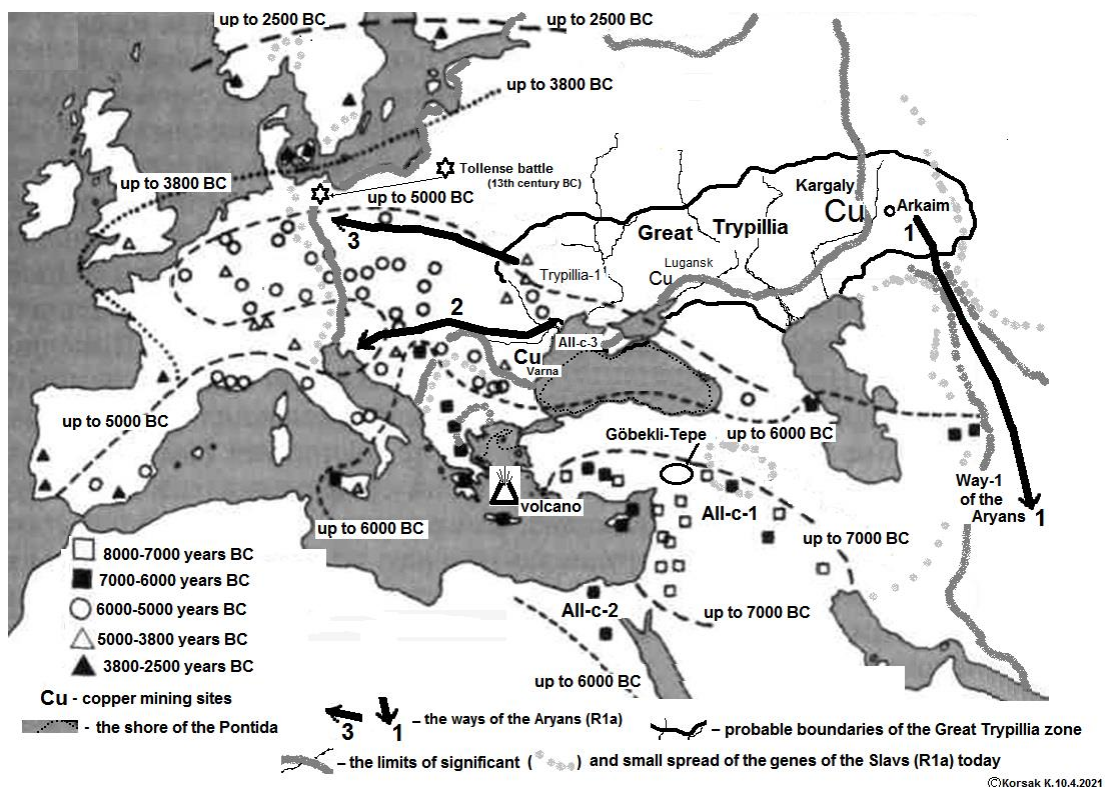 up to 2500 BC
up to 2500 BC
up to 3800 BC
Tollense battle
(13th century BC)
up to 3800 BC
up to 5000 BC
Kargaly
Cu
Arkaim
1
3
Great Trypillia
Trypillia-1
Lugansk
Cu
2
All-c-3
Cu
Varna
up to 5000 BC
Göbekli-Tepe
up to 6000 BC
Way-1
of the
Aryans
1
volcano
All-c-1
up to 6000 BC
up to 7000 BC
All-c-2
up to 7000 BC
up to 6000 BC
8000-7000 years BC
7000-6000 years BC
6000-5000 years BC
5000-3800 years BC
3800-2500 years BC
Cu - copper mining sites
- the shore of the Pontida
3 1 – the ways of the Aryans (R1a)
– probable boundaries of the Great Trypillia zone
– the limits of significant ( ) and small spread of the genes of the Slavs (R1a) today
©Korsak K.10.4.2021